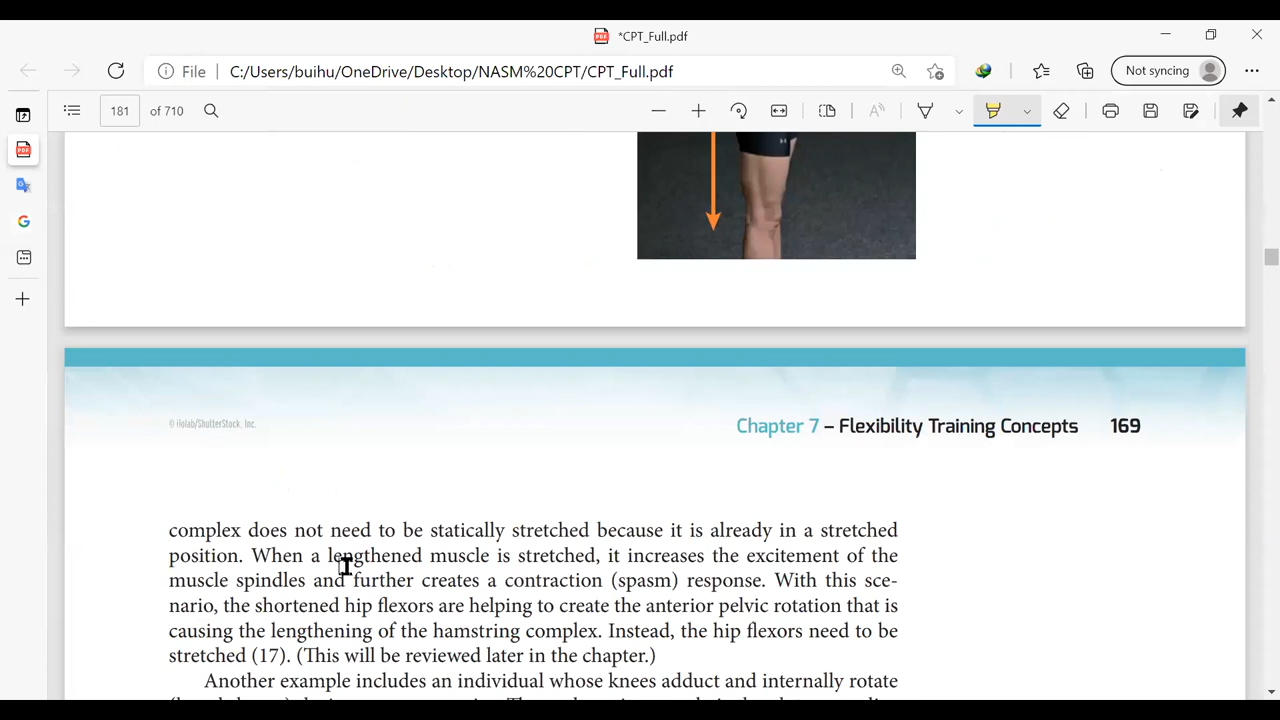 *CPT_Full.pdf
File
C:/Users/buihu/OneDrive/Desktop/NASM%20CPT/CPT_Full.pdf
Not syncing
181 of 710
© iHolab/ShutterStock, Inc.
Chapter 7 – Flexibility Training Concepts 169
complex does not need to be statically stretched because it is already in a stretched
position. When a lengthened muscle is stretched, it increases the excitement of the
muscle spindles and further creates a contraction (spasm) response. With this sce-
nario, the shortened hip flexors are helping to create the anterior pelvic rotation that is
causing the lengthening of the hamstring complex. Instead, the hip flexors need to be
stretched (17). (This will be reviewed later in the chapter.)
Another example includes an individual whose knees adduct and internally rotate